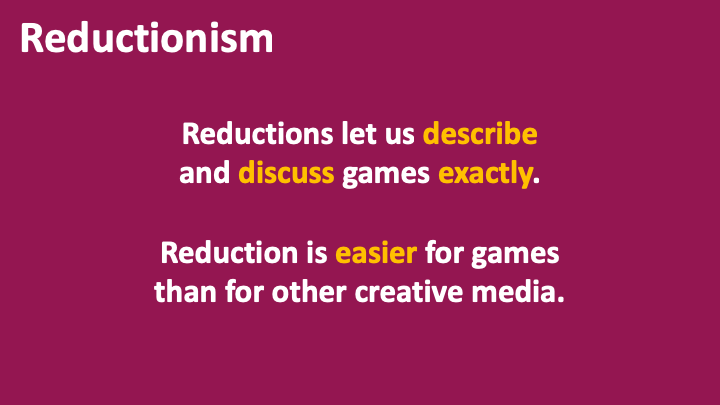 Reductionism
Reductions let us describe
and discuss games exactly.
Reduction is easier for games
than for other creative media.